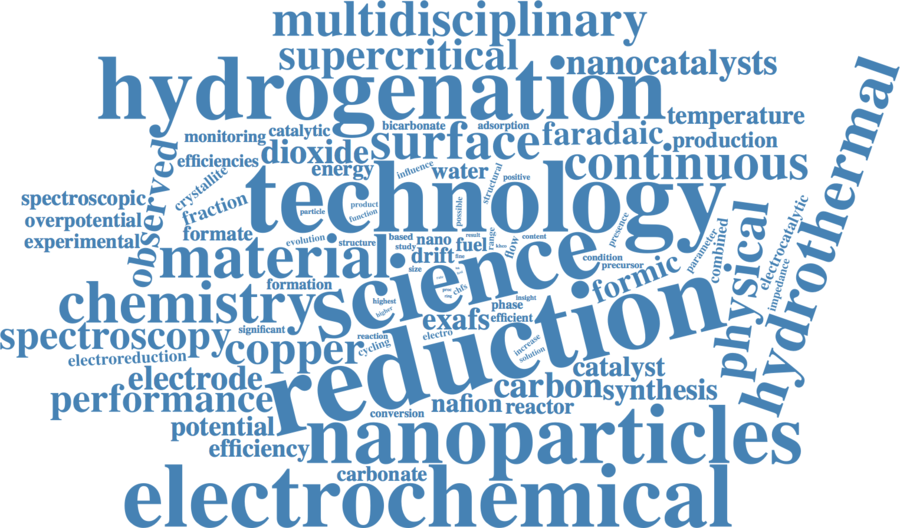 multidisciplinary
supercritical
nanocatalysts
hydrogenation
temperature
monitoring
catalytic
bicarbonate
adsorption
surface
faradaic
production
efficiencies
dioxide
energy
influence
water
structural
positive
continuous
hydrothermal
observed
crystallite
spectroscopic
fraction
technology
particle
product
function
possible
overpotential
formate
experimental
evolution
structure
based
study
nano
fuel
result
range
flow
content
presence
parameter
combined
physical
electrocatalytic
impedance
material
drift
size
fine
science
condition
precursor
formic
formation
chemistry
highest
higher
chfs
phase
insight
efficient
exafs
electro
spectroscopy
significant
reaction
cycling
copper
electroreduction
reduction
increase
solution
catalyst
electrode
carbon
synthesis
performance
conversion
nafion
reactor
potential
nanoparticles
efficiency
carbonate
electrochemical